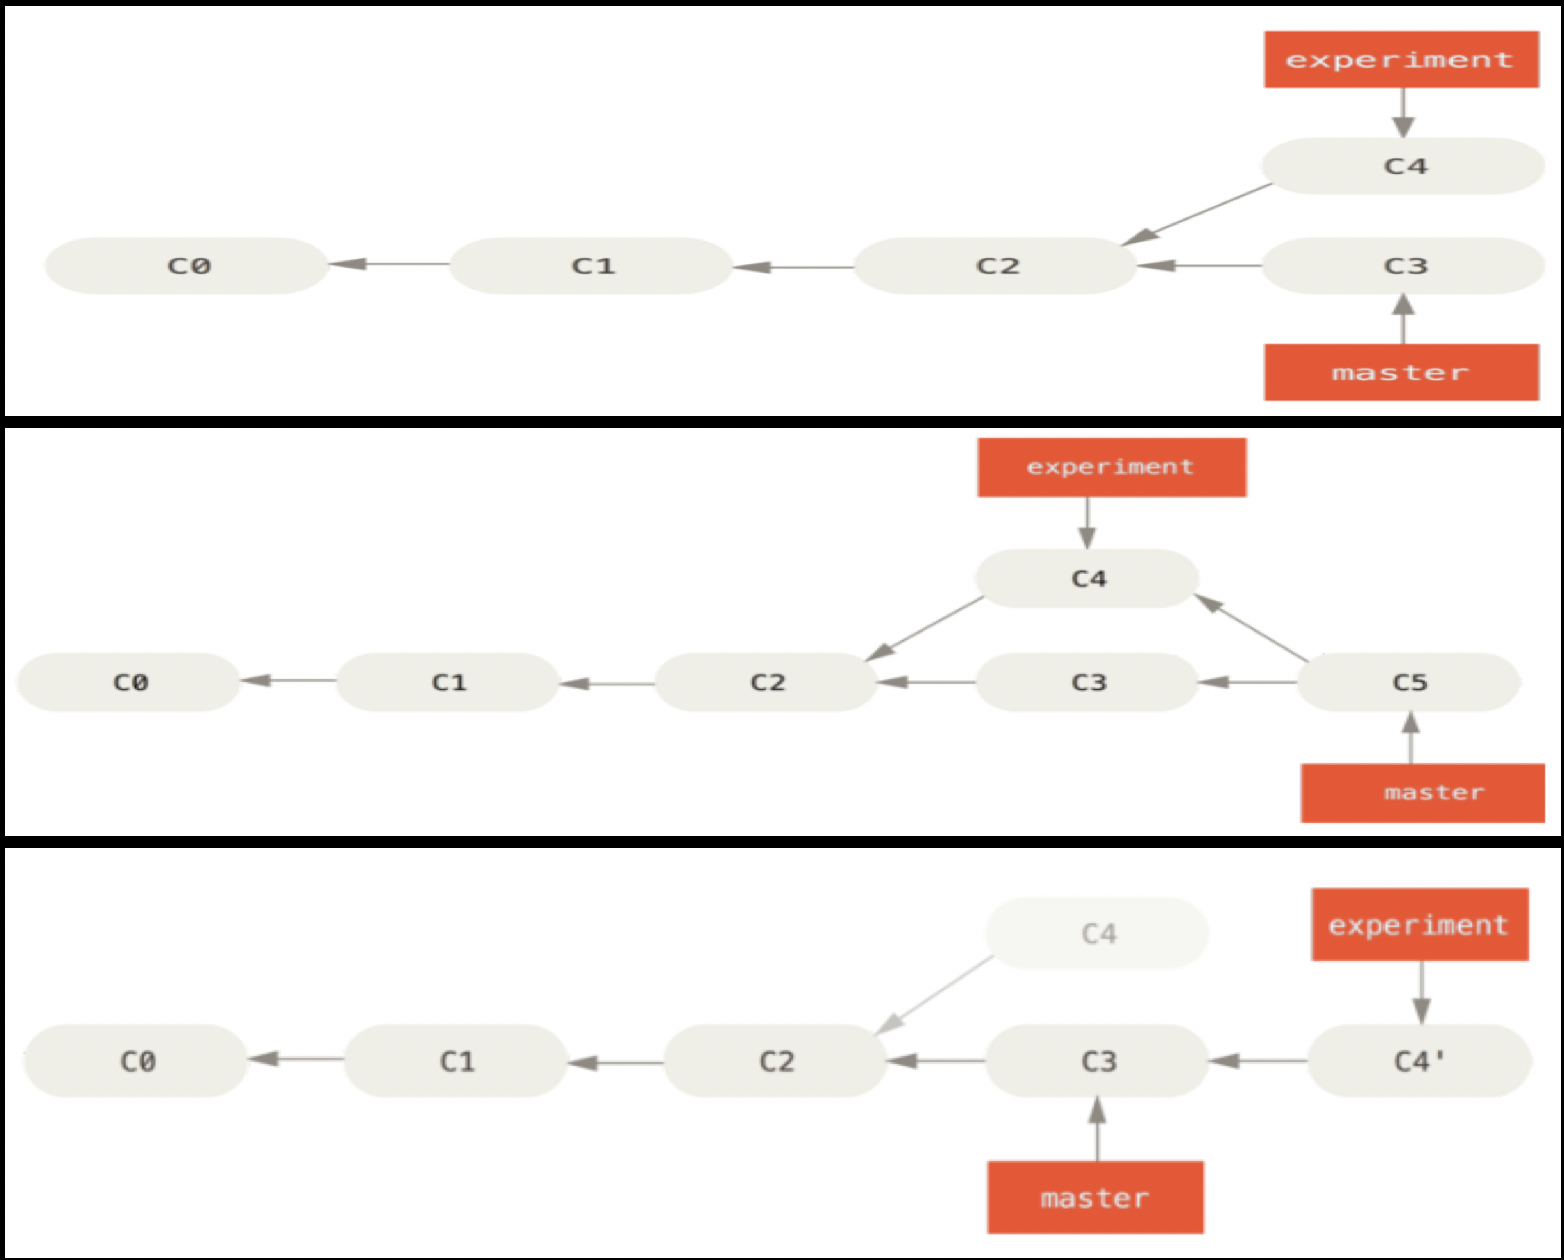 experiment
C4
C0 C1 C2 C3
master
experiment
C4
C0 C1 C2 C3 C5
master
C4 experiment
C0 C1 C2 C3 C4'
master